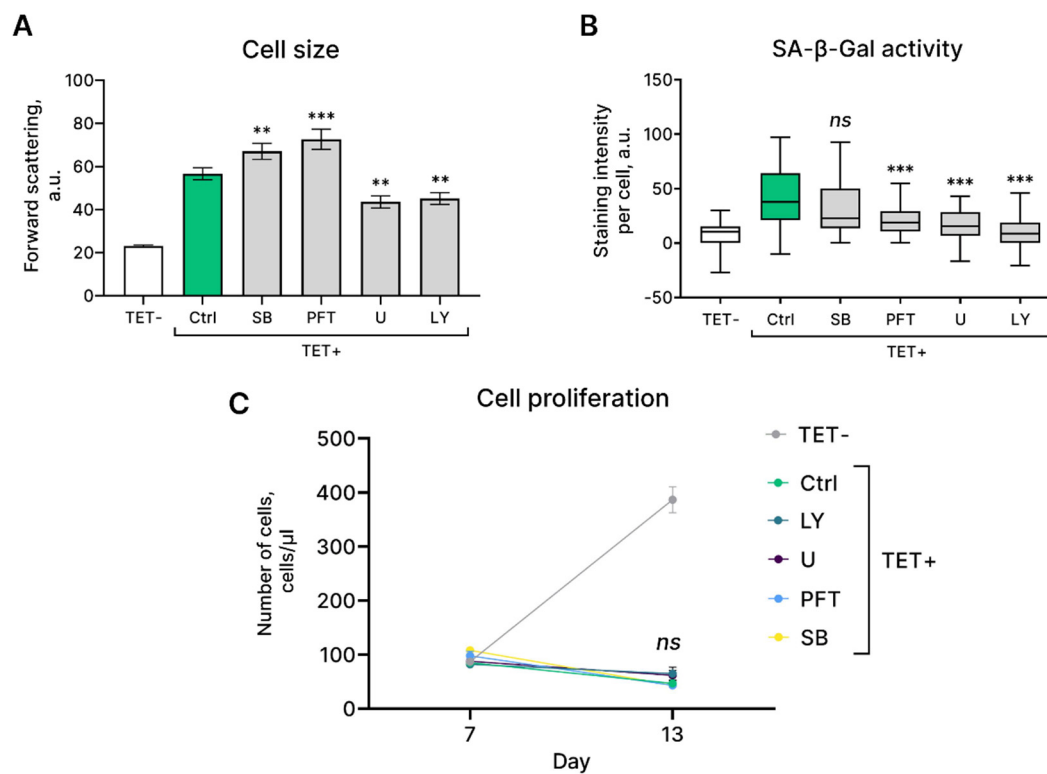 A
Cell size
Forward scattering,
a.u.
100
80
60
40
20
0
** *** ** **
TET- Ctrl SB PFT U LY
TET+
B
SA-β-Gal activity
Staining intensity
per cell, a.u.
150
100
50
0
-50
ns *** *** ***
TET- Ctrl SB PFT U LY
TET+
C
Cell proliferation
Number of cells,
cells/µl
500
400
300
200
100
0
ns
7 13
Day
TET-
Ctrl
LY
U
PFT
SB
TET+